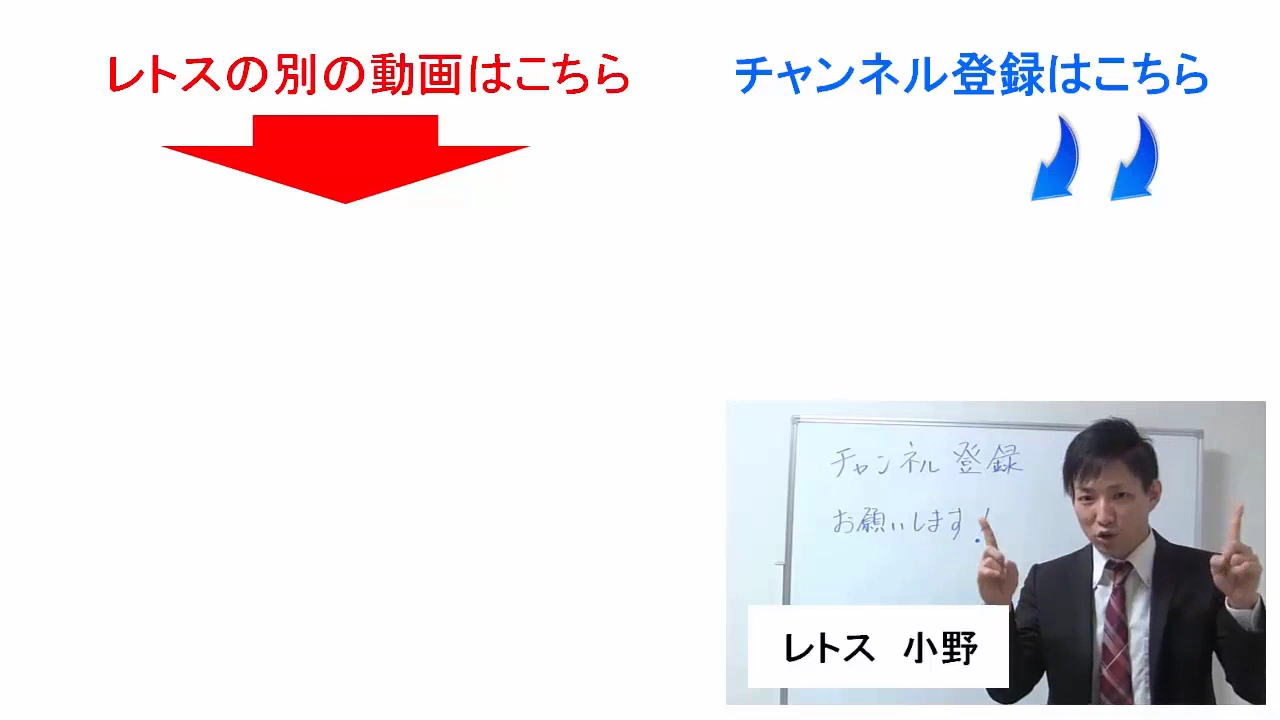 レトスの別の動画はこちら
チャンネル登録はこちら
チャンネル登録
お願いします!
レトス 小野